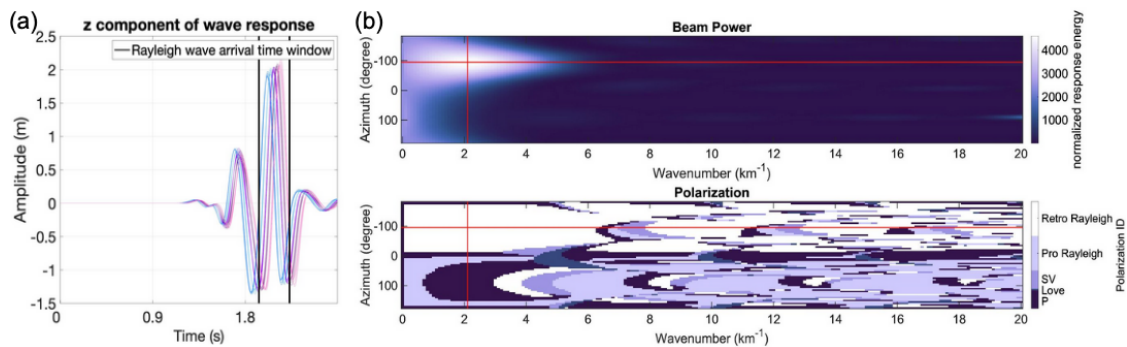 (a)
z component of wave response
Rayleigh wave arrival time window
Amplitude (m)
2.5
2
1.5
1
0.5
0
-0.5
-1
-1.5
0 0.9 1.8
Time (s)
(b)
Beam Power
Azimuth (degree)
-100
0
100
0 2 4 6 8 10 12 14 16 18 20
Wavenumber (km-1)
4000
3000
2000
1000
normalized response energy
Polarization
Azimuth (degree)
-100
0
100
0 2 4 6 8 10 12 14 16 18 20
Wavenumber (km-1)
Retro Rayleigh
Pro Rayleigh
SV
Love
P
Polarization ID